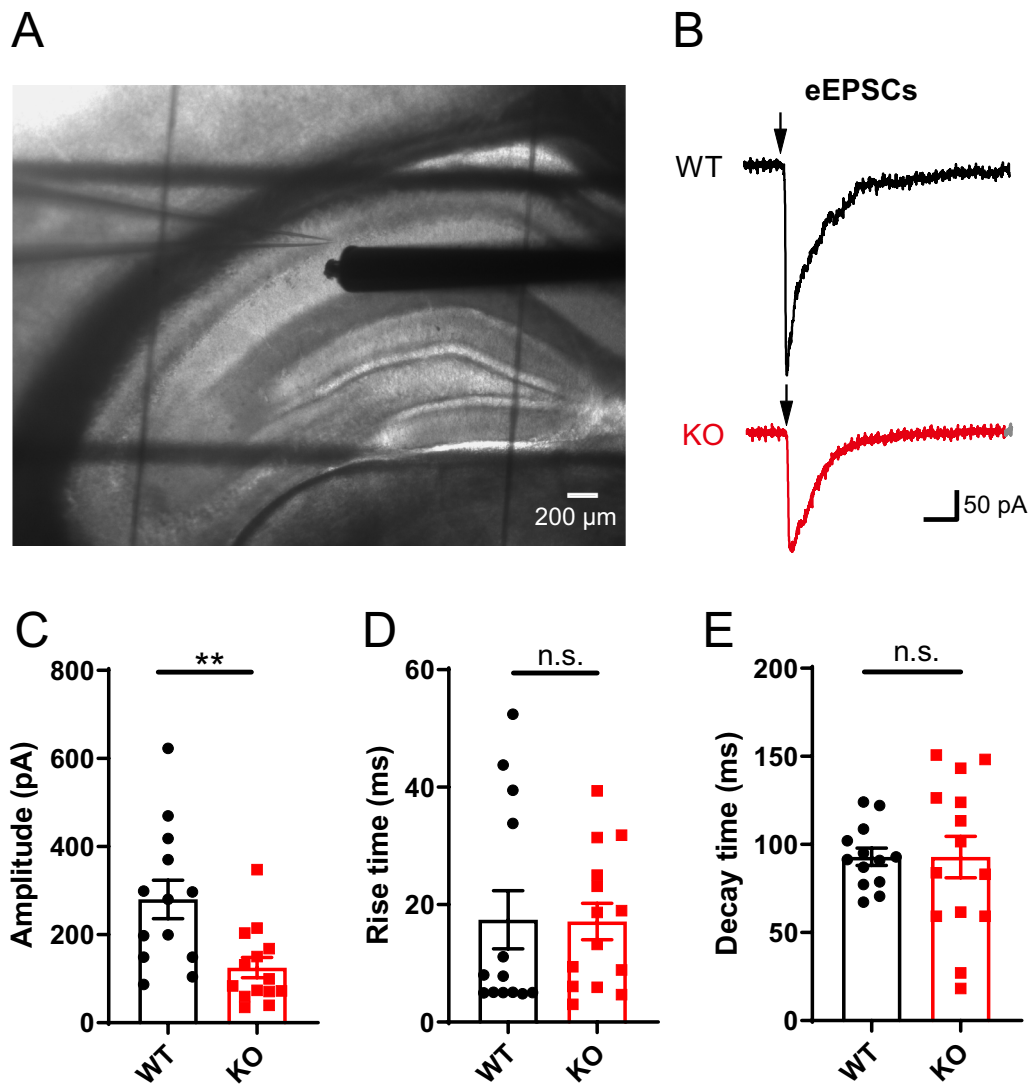 A
200 µm
B
eEPSCs
WT
KO
50 pA
C
**
Amplitude (pA)
800
600
400
200
0
WT
KO
D
n.s.
Rise time (ms)
60
40
20
0
WT
KO
E
n.s.
Decay time (ms)
200
150
100
50
0
WT
KO